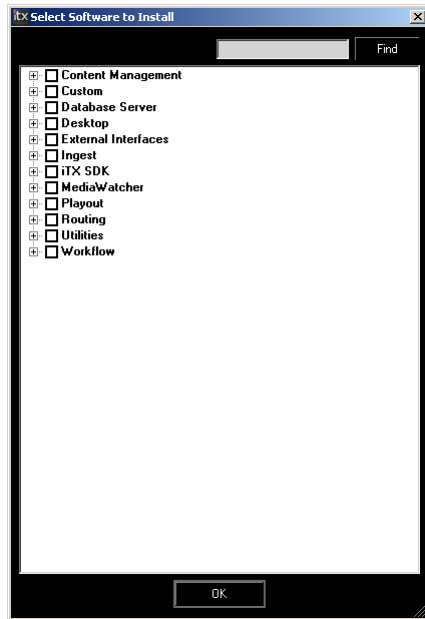 itx Select Software to Install
Find
Content Management
Custom
Database Server
Desktop
External Interfaces
Ingest
iTX SDK
MediaWatcher
Playout
Routing
Utilities
Workflow
OK